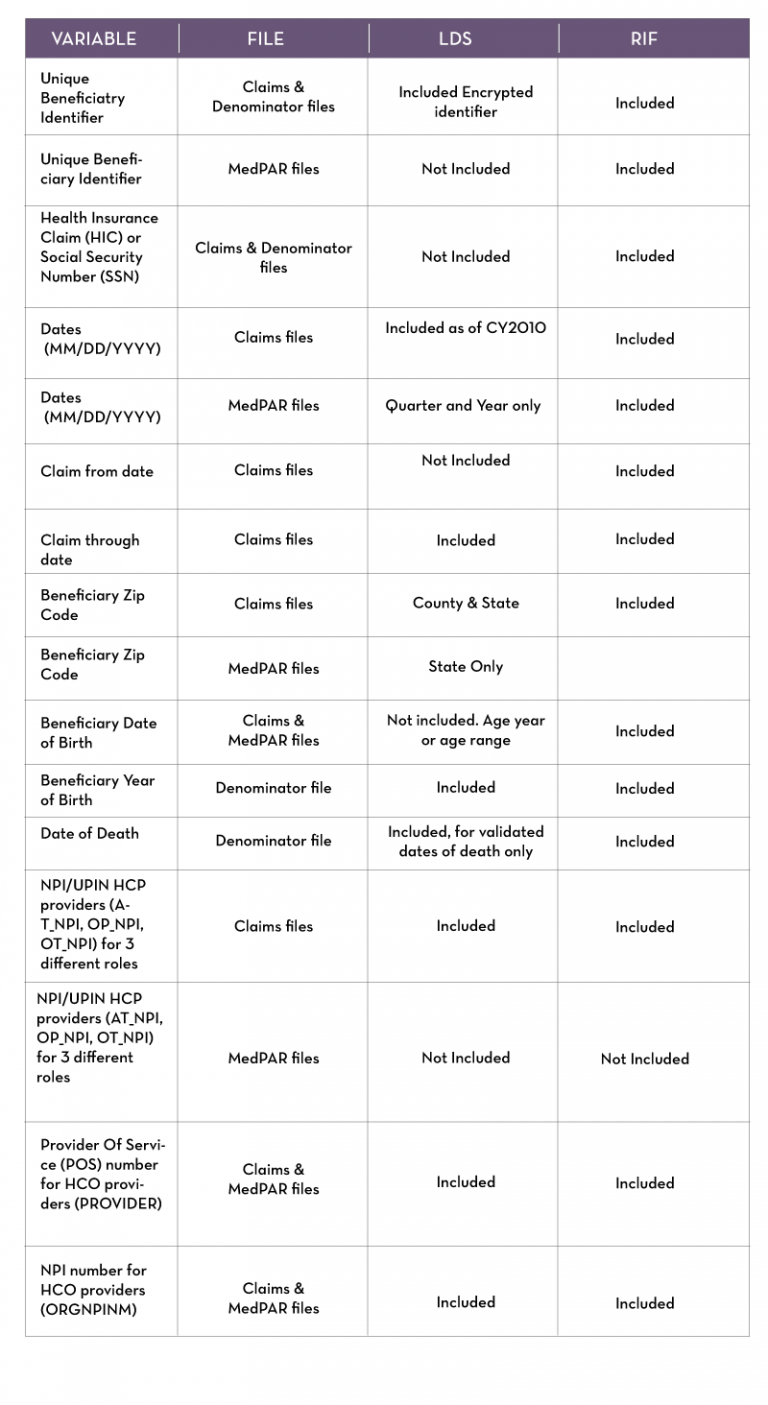 VARIABLE FILE LDS RIF
Unique
Beneficiatry
Identifier
Claims &
Denominator files
Included Encrypted
identifier
Included
Unique Benefi-
ciary Identifier
MedPAR files
Not Included
Included
Health Insurance
Claim (HIC) or
Social Security
Number (SSN)
Claims & Denominator
files
Not Included
Included
Dates
(MM/DD/YYYY)
Claims files
Included as of CY2010
Included
Dates
(MM/DD/YYYY)
MedPAR files
Quarter and Year only
Included
Claim from date
Claims files
Not Included
Included
Claim through
date
Claims files
Included
Included
Beneficiary Zip
Code
Claims files
County & State
Included
Beneficiary Zip
Code
MedPAR files
State Only
Beneficiary Date
of Birth
Claims &
MedPAR files
Not included. Age year
or age range
Included
Beneficiary Year
of Birth
Denominator file
Included
Included
Date of Death
Denominator file
Included, for validated
dates of death only
Included
NPI/UPIN HCP
providers (A-
T_NPI, OP_NPI,
OT_NPI) for 3
different roles
Claims files
Included
Included
NPI/UPIN HCP
providers (AT_NPI,
OP_NPI, OT_NPI)
for 3 different
roles
MedPAR files
Not Included
Not Included
Provider Of Servi-
ce (POS) number
for HCO provi-
ders (PROVIDER)
Claims &
MedPAR files
Included
Included
NPI number for
HCO providers
(ORGNPINM)
Claims &
MedPAR files
Included
Included